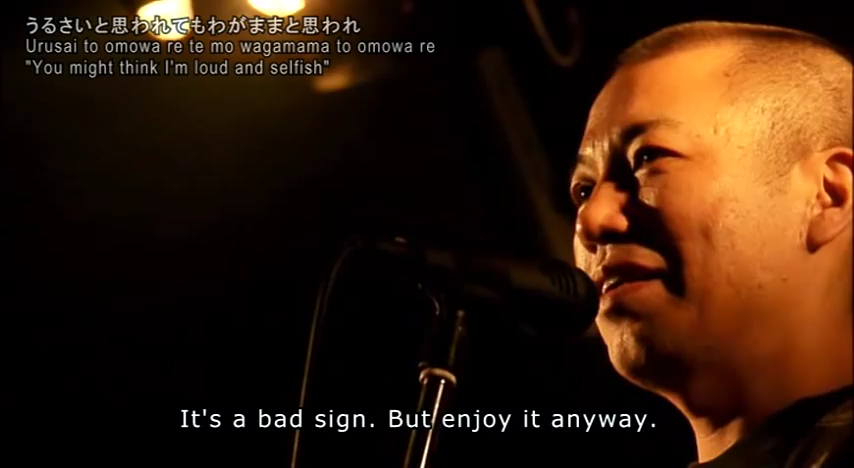 うるさいと思われてもわがままと思われ
Urusai to omowa re te mo wagamama to omowa re
"You might think I'm loud and selfish"
It's a bad sign. But enjoy it anyway.